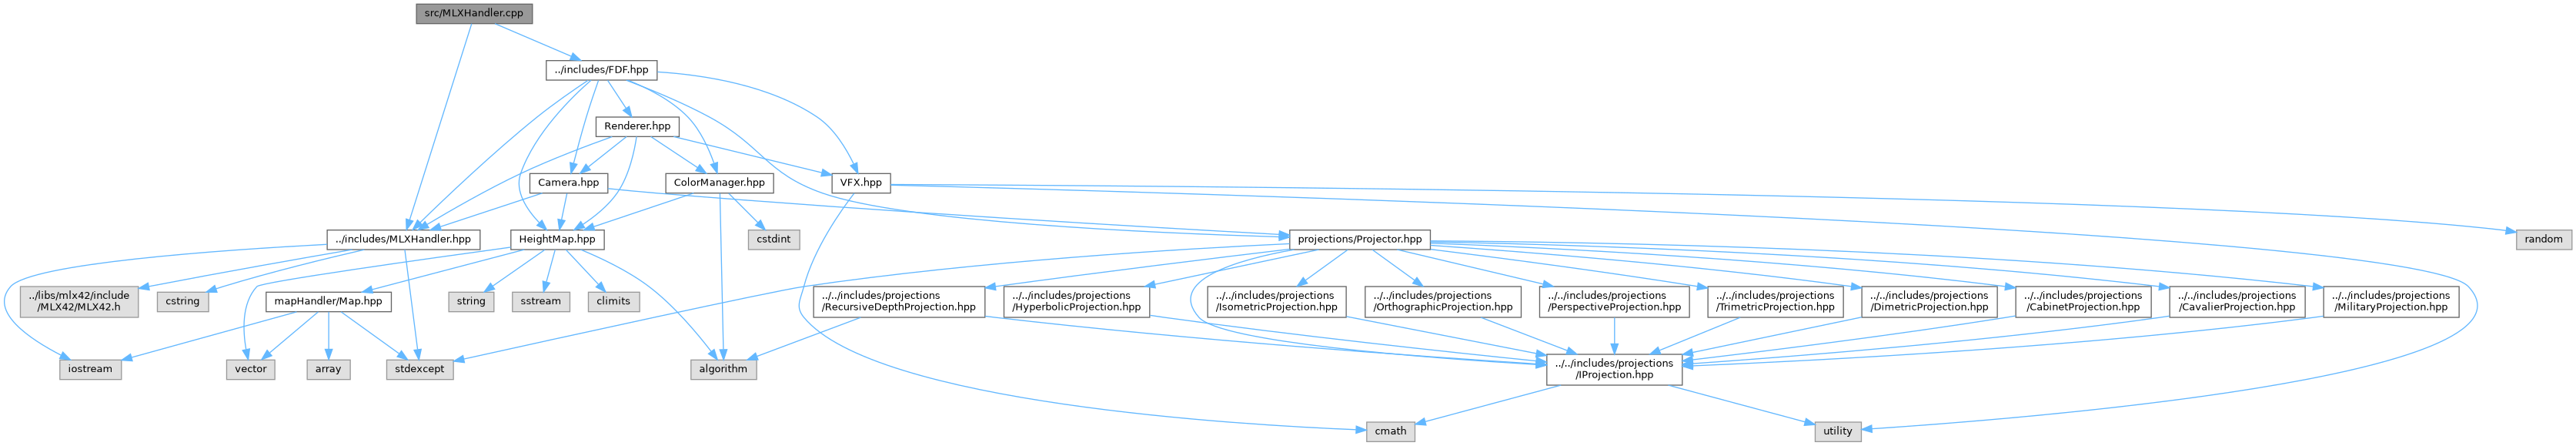 src/MLXHandler.cpp
../includes/FDF.hpp
Renderer.hpp
Camera.hpp
ColorManager.hpp
VFX.hpp
../includes/MLXHandler.hpp
HeightMap.hpp
cstdint
projections/Projector.hpp
random
../libs/mlx42/include
/MLX42/MLX42.h
cstring
mapHandler/Map.hpp
string
sstream
climits
../../includes/projections
/RecursiveDepthProjection.hpp
../../includes/projections
/HyperbolicProjection.hpp
../../includes/projections
/IsometricProjection.hpp
../../includes/projections
/OrthographicProjection.hpp
../../includes/projections
/PerspectiveProjection.hpp
../../includes/projections
/TrimetricProjection.hpp
../../includes/projections
/DimetricProjection.hpp
../../includes/projections
/CabinetProjection.hpp
../../includes/projections
/CavalierProjection.hpp
../../includes/projections
/MilitaryProjection.hpp
iostream
vector
array
stdexcept
algorithm
../../includes/projections
/IProjection.hpp
cmath
utility